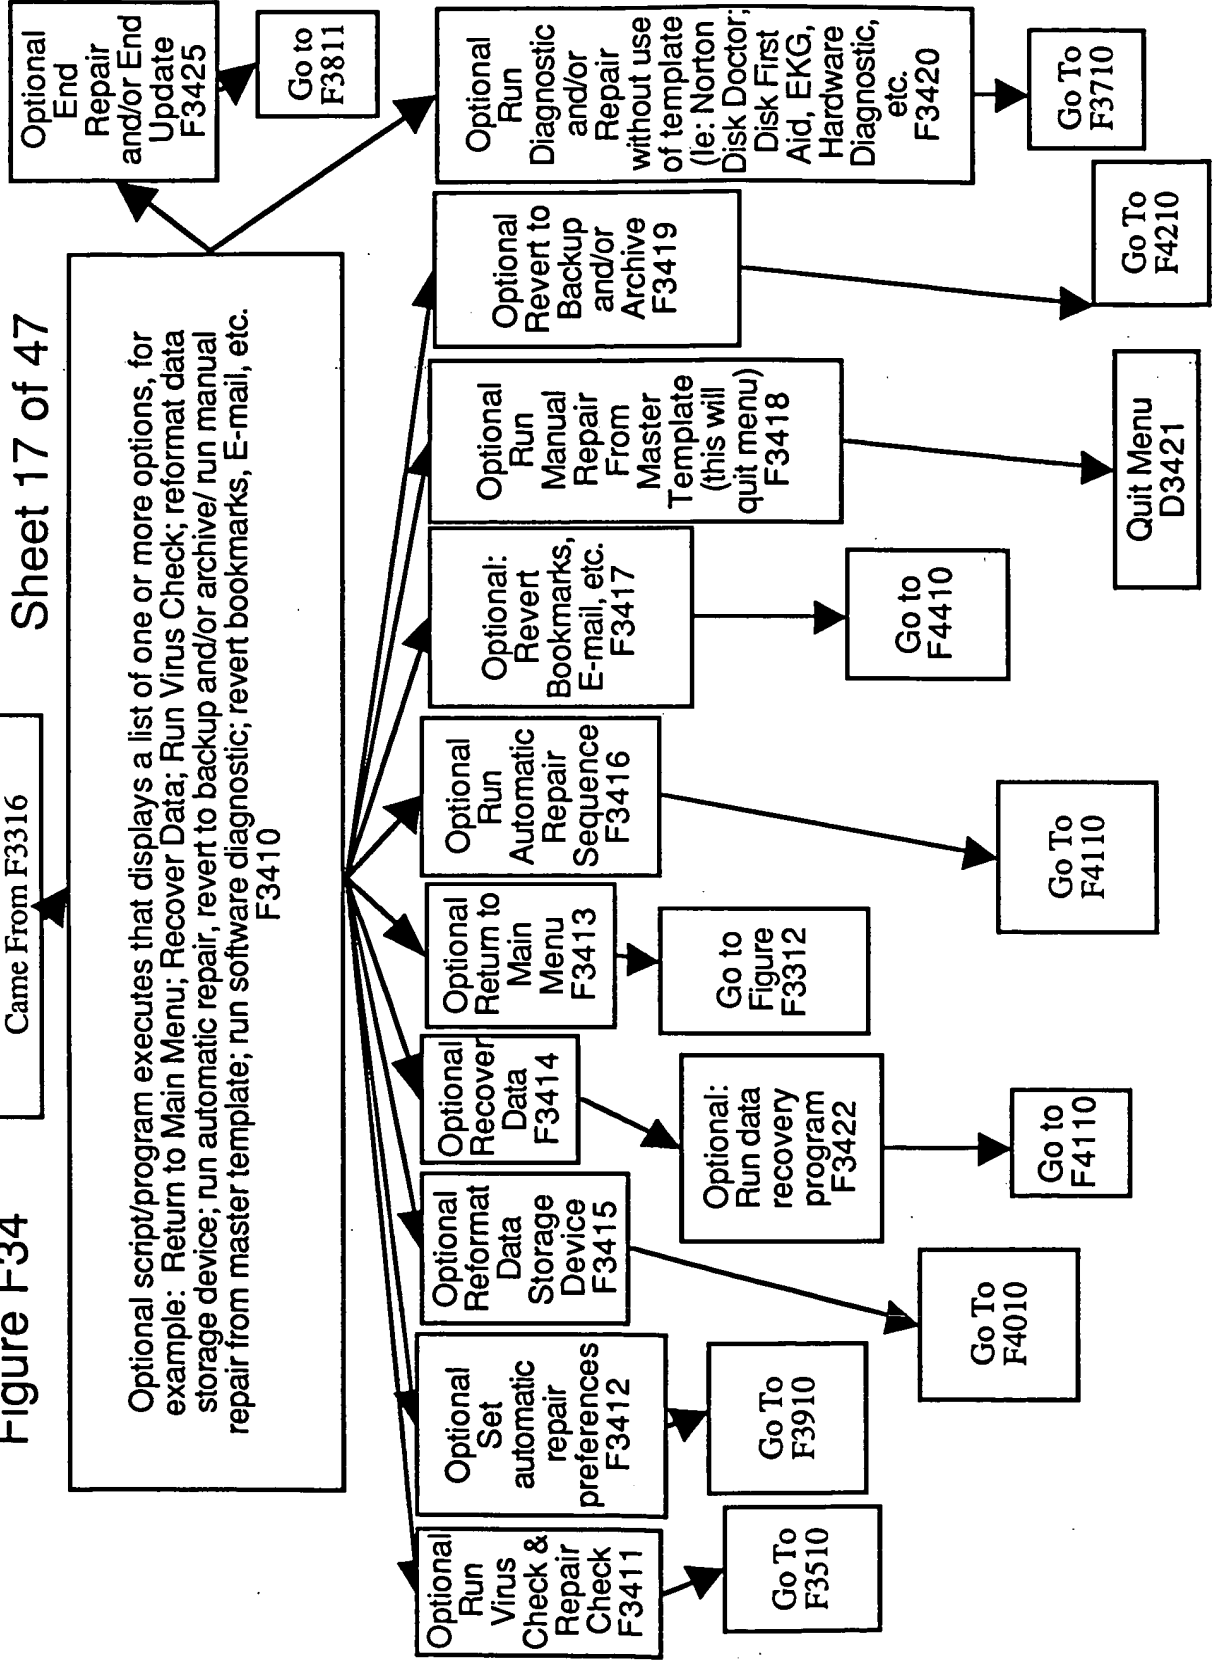 Figure F34
Sheet 17 of 47
Came From F3316
Optional script/program executes that displays a list of one or more options, for
example: Return to Main Menu; Recover Data; Run Virus Check; reformat data
storage device; run automatic repair, revert to backup and/or archive/ run manual
repair from master template; run software diagnostic; revert bookmarks, E-mail, etc.
F3410
Optional
End
Repair
and/or End
Update
F3425
Go to
F3811
Optional
Run
Virus
Check &
Repair
Check
F3411
Go To
F3510
Optional
Set
automatic
repair
preferences
F3412
Go To
F3910
Optional
Reformat
Data
Storage
Device
F3415
Go To
F4010
Optional
Recover
Data
F3414
Optional:
Run data
recovery
program
F3422
Go to
F4110
Optional
Return to
Main
Menu
F3413
Go to
Figure
F3312
Optional
Run
Automatic
Repair
Sequence
F3416
Go To
F4110
Optional:
Revert
Bookmarks,
E-mail, etc.
F3417
Go to
F4410
Optional
Run
Manual
Repair
From
Master
Template
(this will
quit menu)
F3418
Quit Menu
D3421
Optional
Revert to
Backup
and/or
Archive
F3419
Go To
F4210
Optional
Run
Diagnostic
and/or
Repair
without use
of template
(Ie: Norton
Disk Doctor;
Disk First
Aid, EKG,
Hardware
Diagnostic,
etc.
F3420
Go To
F3710